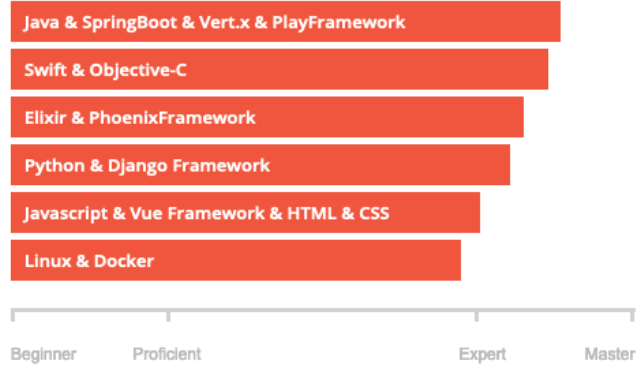 Java & SpringBoot & Vert.x & PlayFramework
Swift & Objective-C
Elixir & PhoenixFramework
Python & Django Framework
Javascript & Vue Framework & HTML & CSS
Linux & Docker
Beginner Proficient Expert Master